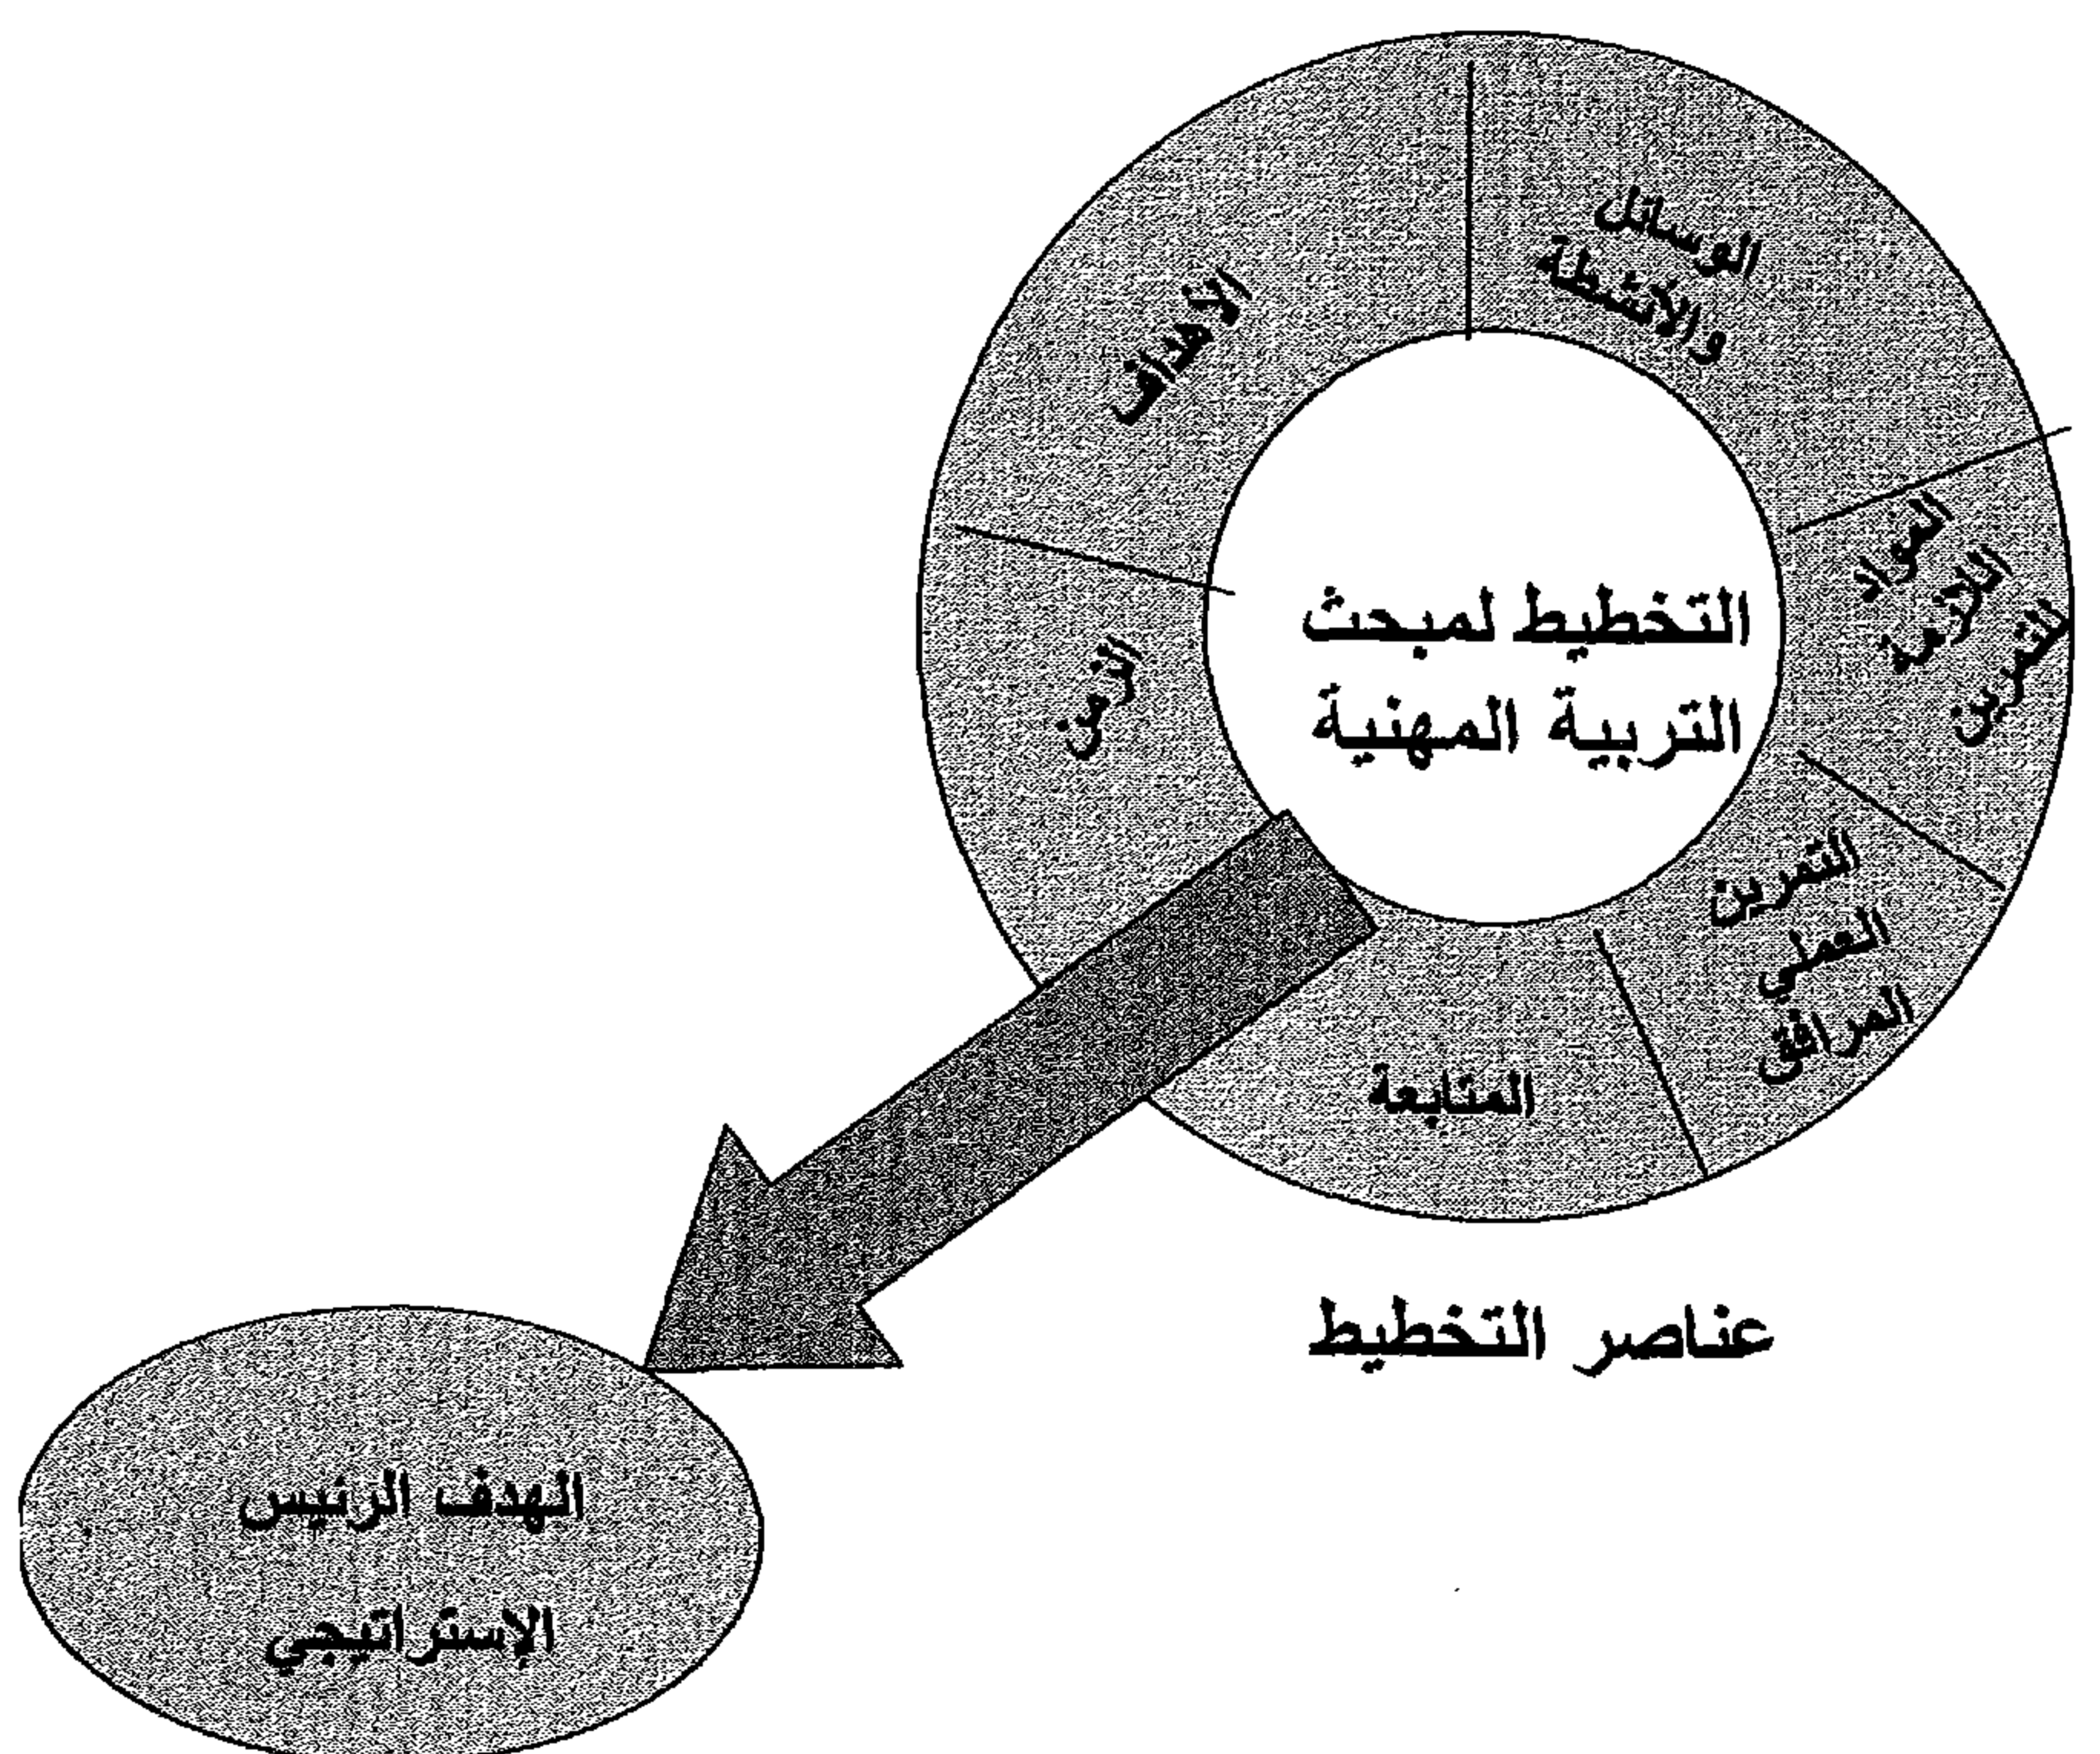 الوسائل
والأنشطة
الأهداف
المواد
اللازمة
للتمرين
التخطيط لمبحث
التربية المهنية
الزمن
التمرين
العملي
المرافق
المتابعة
عناصر التخطيط
الهدف الرئيس
الإستراتيجي